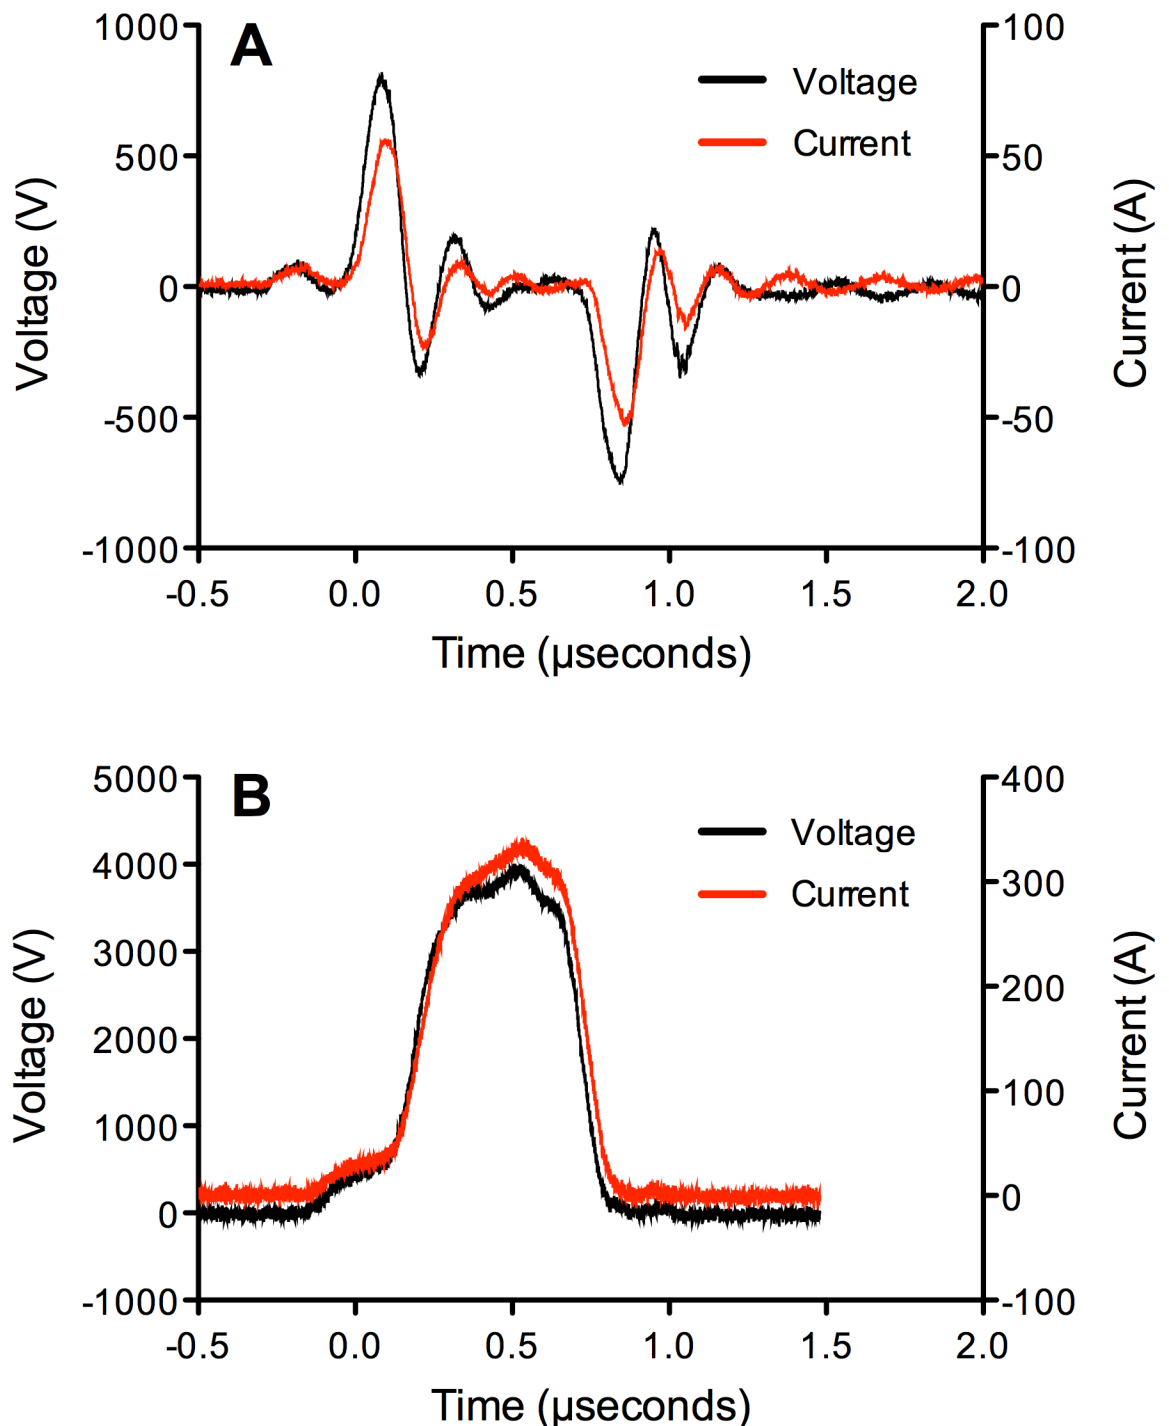 A
1000
500
0
-500
-1000
Voltage (V)
100
50
0
-50
-100
Current (A)
Voltage
Current
-0.5 0.0 0.5 1.0 1.5 2.0
Time (µseconds)
B
5000
4000
3000
2000
1000
0
-1000
Voltage (V)
400
300
200
100
0
-100
Current (A)
Voltage
Current
-0.5 0.0 0.5 1.0 1.5 2.0
Time (µseconds)